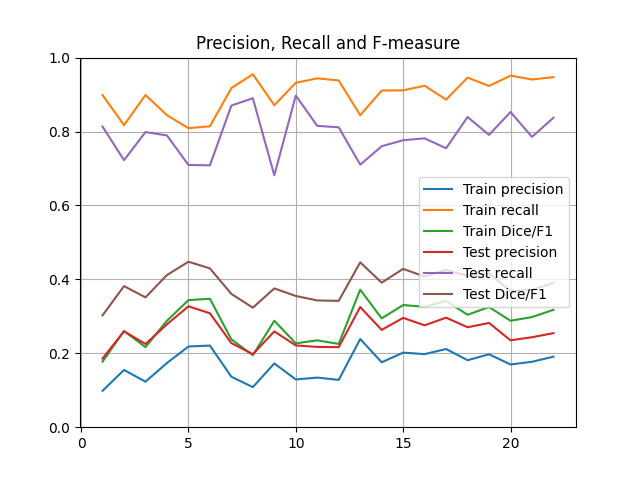 Precision, Recall and F-measure
1.0
0.8
0.6
0.4
0.2
0.0
Train precision
Train recall
Train Dice/F1
Test precision
Test recall
Test Dice/F1
0 5 10 15 20